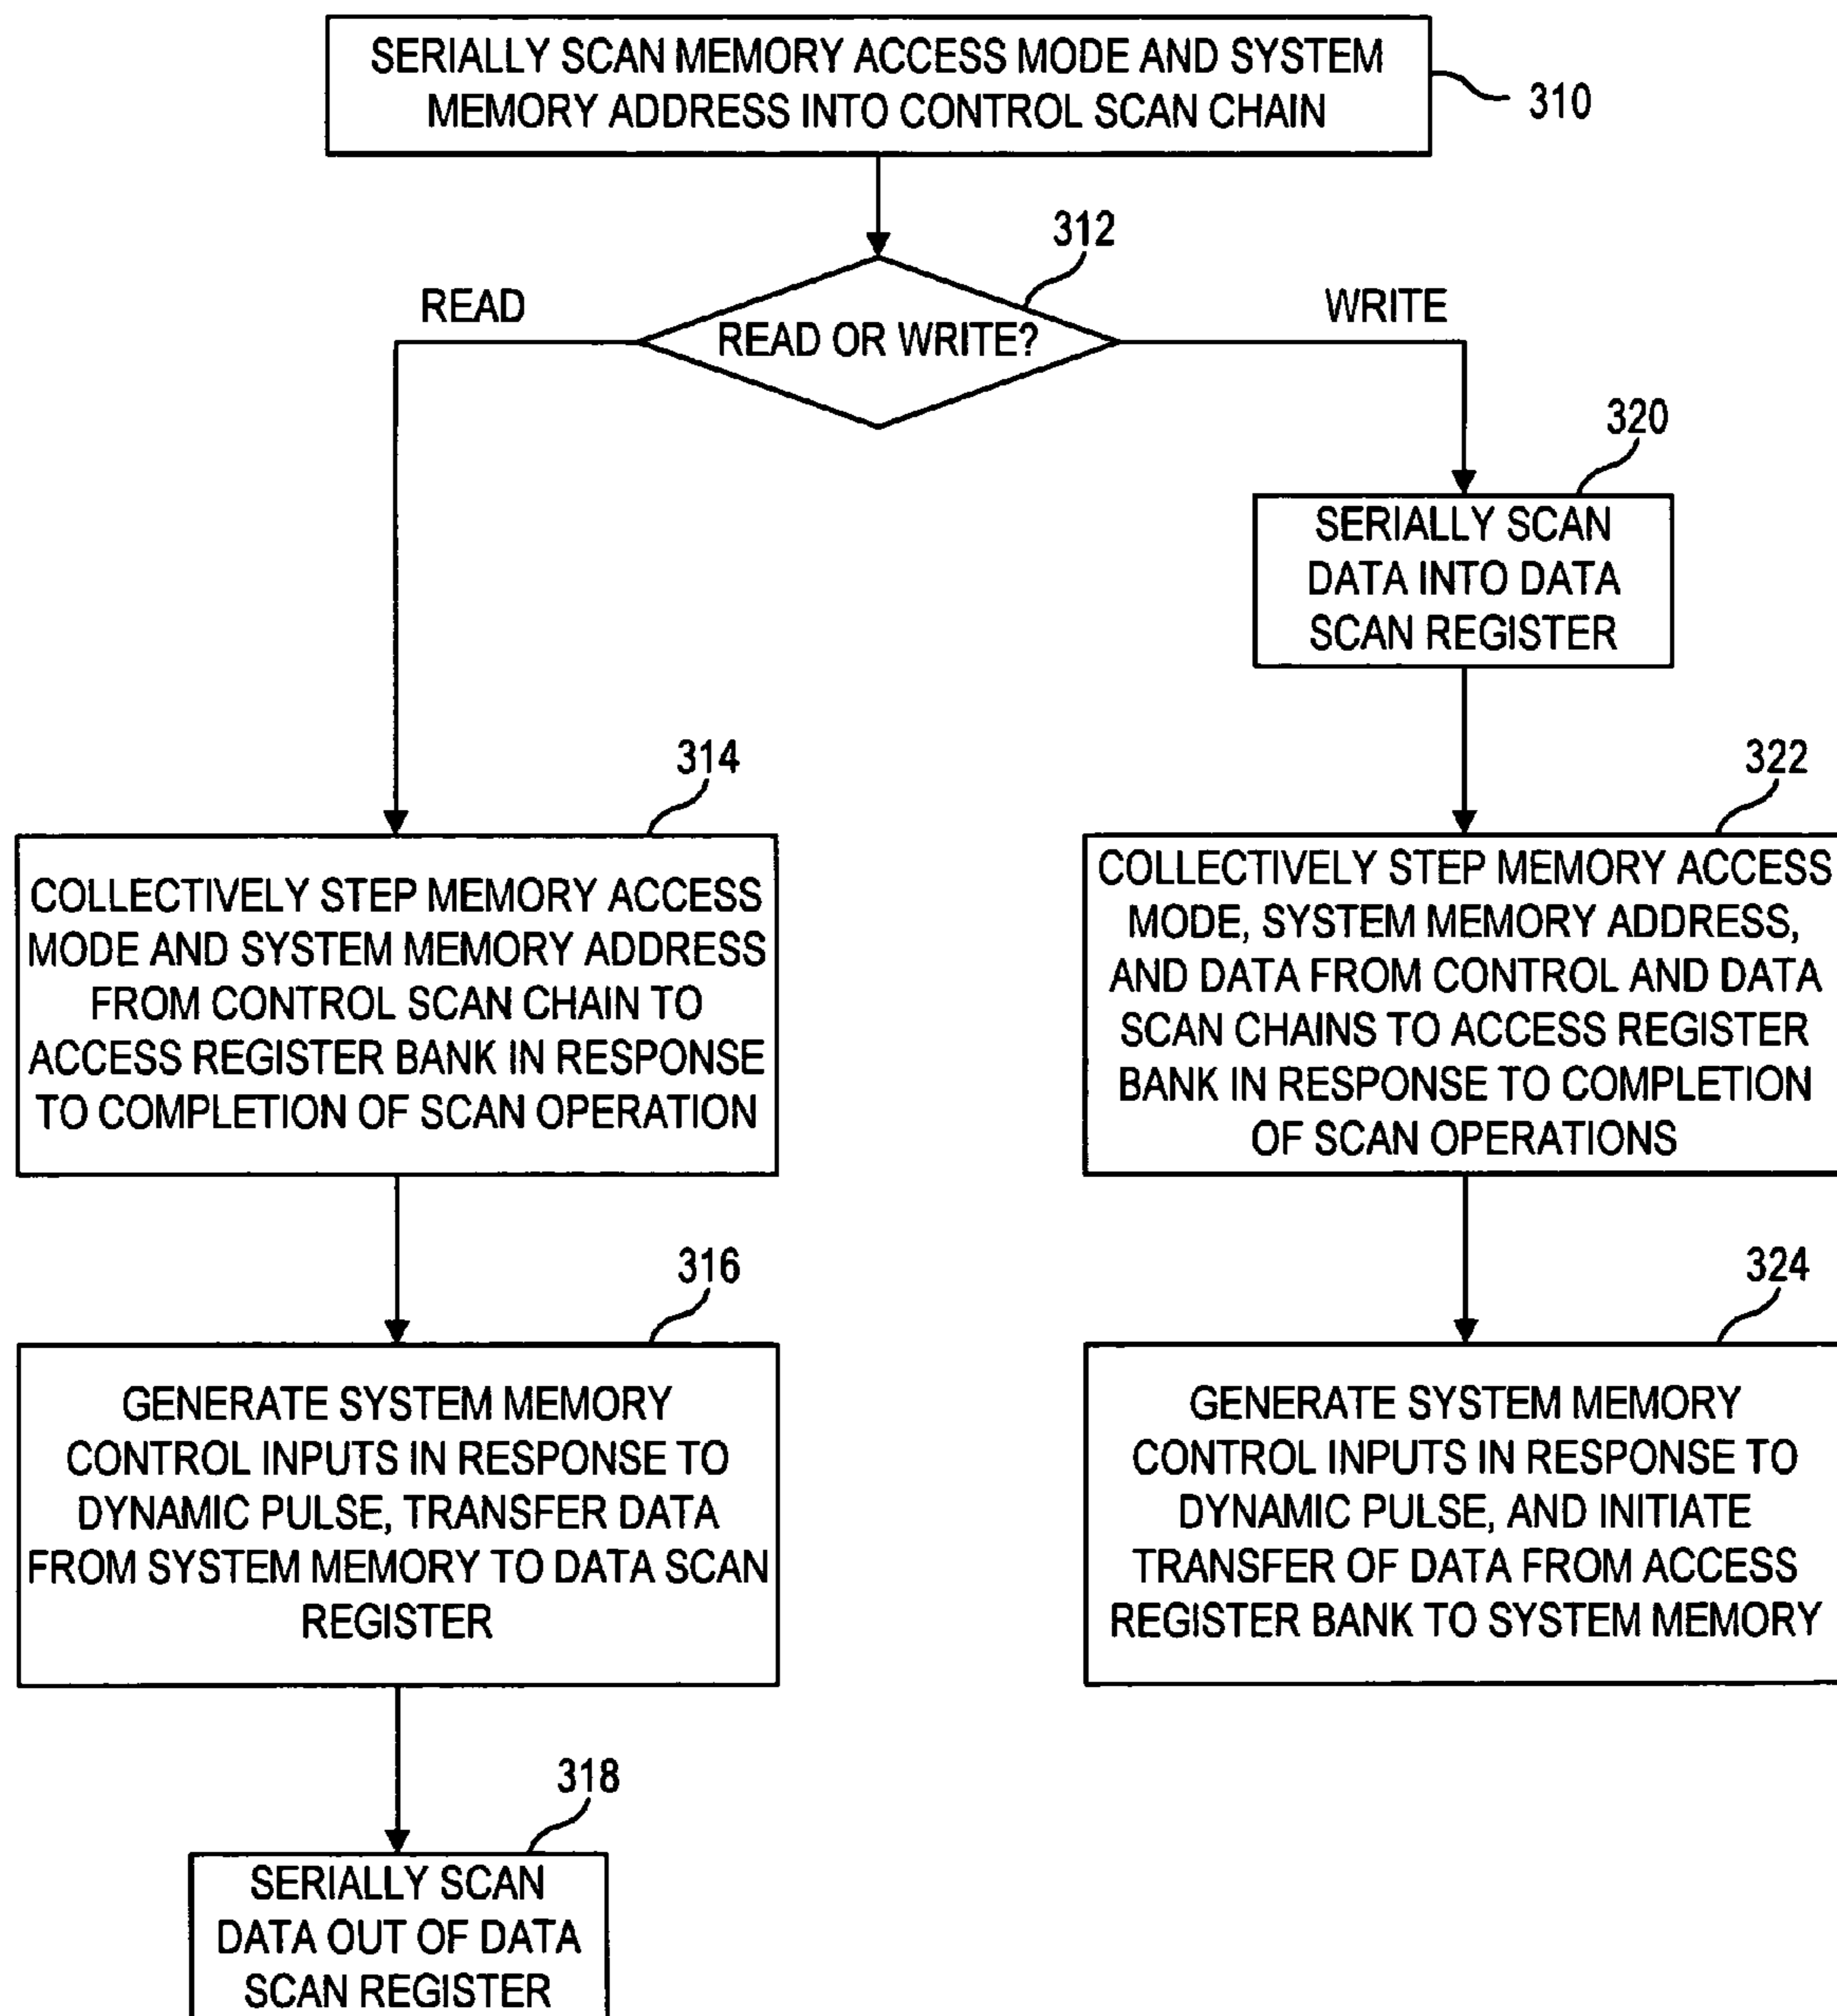 SERIALLY SCAN MEMORY ACCESS MODE AND SYSTEM
MEMORY ADDRESS INTO CONTROL SCAN CHAIN
310
312
READ
READ OR WRITE?
WRITE
320
SERIALLY SCAN
DATA INTO DATA
SCAN REGISTER
314
COLLECTIVELY STEP MEMORY ACCESS
MODE AND SYSTEM MEMORY ADDRESS
FROM CONTROL SCAN CHAIN TO
ACCESS REGISTER BANK IN RESPONSE
TO COMPLETION OF SCAN OPERATION
322
COLLECTIVELY STEP MEMORY ACCESS
MODE, SYSTEM MEMORY ADDRESS,
AND DATA FROM CONTROL AND DATA
SCAN CHAINS TO ACCESS REGISTER
BANK IN RESPONSE TO COMPLETION
OF SCAN OPERATIONS
316
GENERATE SYSTEM MEMORY
CONTROL INPUTS IN RESPONSE TO
DYNAMIC PULSE, TRANSFER DATA
FROM SYSTEM MEMORY TO DATA SCAN
REGISTER
324
GENERATE SYSTEM MEMORY
CONTROL INPUTS IN RESPONSE TO
DYNAMIC PULSE, AND INITIATE
TRANSFER OF DATA FROM ACCESS
REGISTER BANK TO SYSTEM MEMORY
318
SERIALLY SCAN
DATA OUT OF DATA
SCAN REGISTER